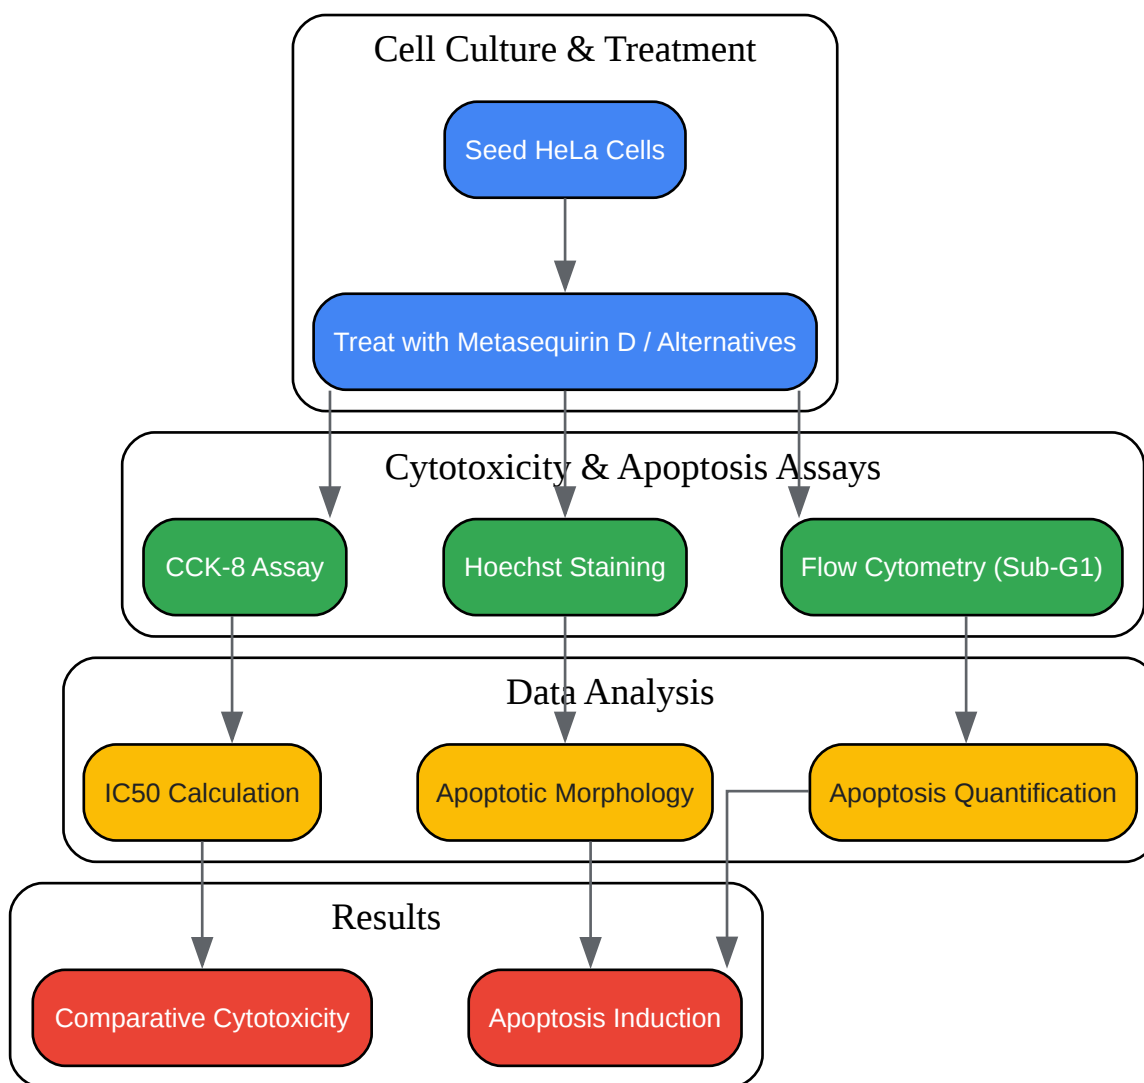 Cell Culture & Treatment
Seed HeLa Cells
Treat with Metasequirin D / Alternatives
Cytotoxicity & Apoptosis Assays
CCK-8 Assay
Hoechst Staining
Flow Cytometry (Sub-G1)
Data Analysis
IC50 Calculation
Apoptotic Morphology
Apoptosis Quantification
Results
Comparative Cytotoxicity
Apoptosis Induction